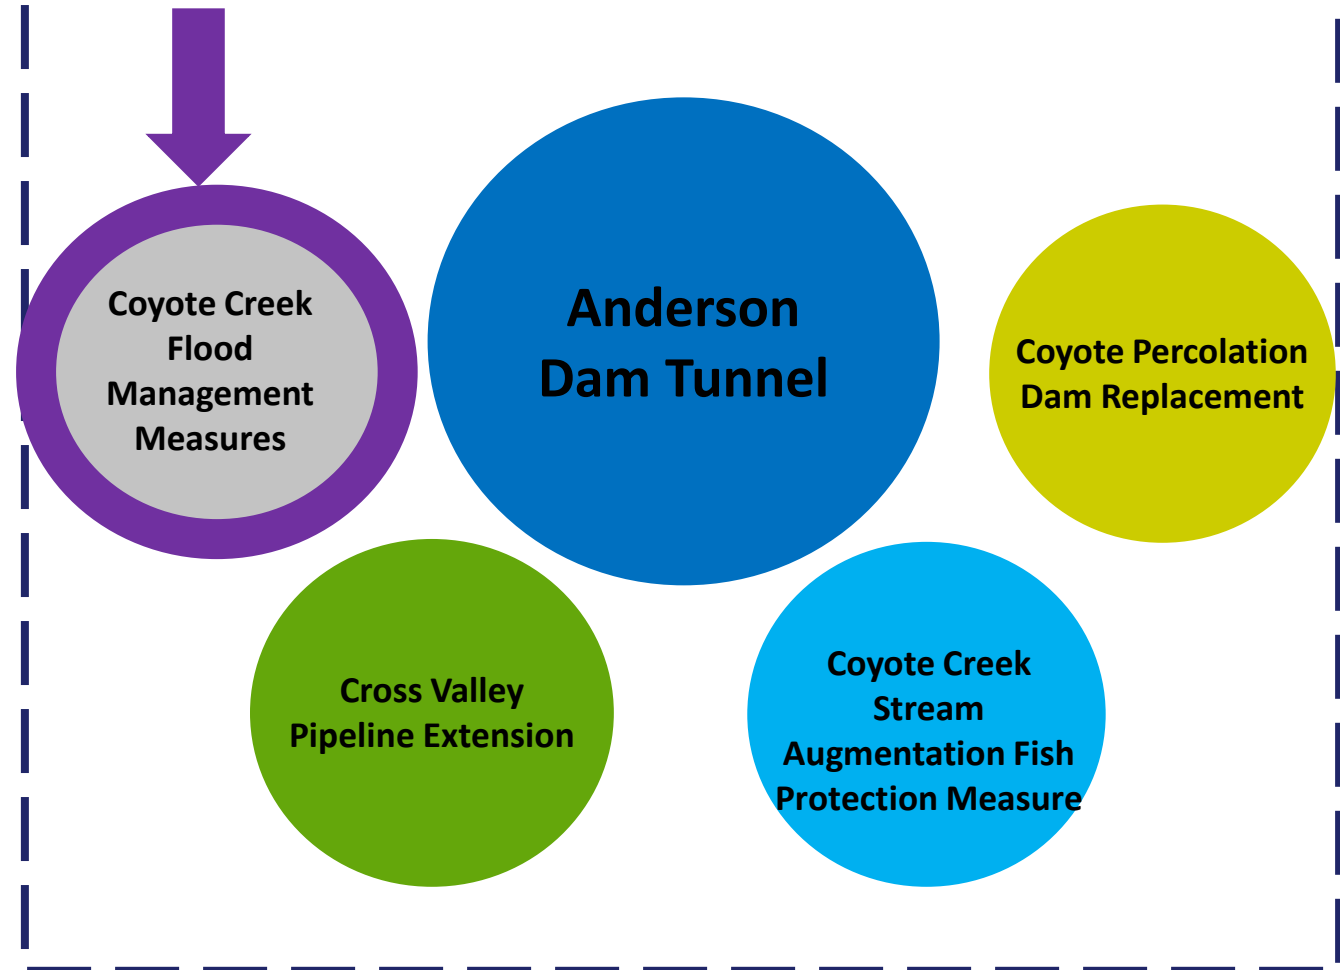 Coyote Creek
Flood
Management
Measures
Anderson
Dam Tunnel
Coyote Percolation
Dam Replacement
Cross Valley
Pipeline Extension
Coyote Creek
Stream
Augmentation Fish
Protection Measure